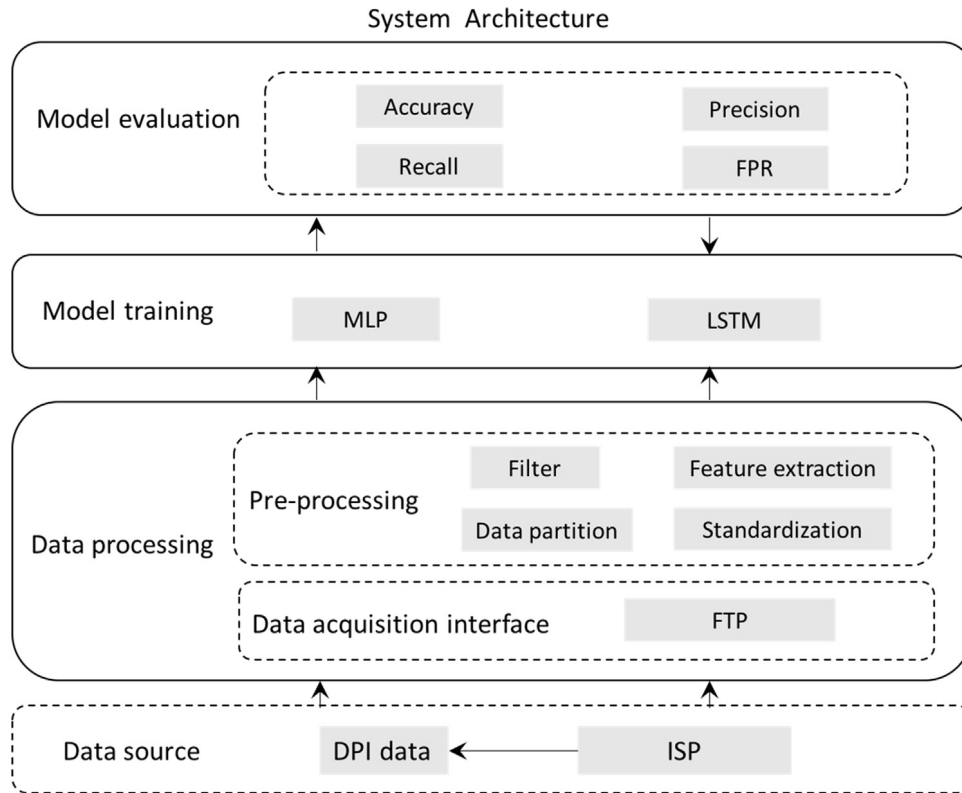 System Architecture
Model evaluation
Accuracy
Precision
Recall
FPR
Model training
MLP
LSTM
Filter
Feature extraction
Pre-processing
Data partition
Standardization
Data processing
Data acquisition interface
FTP
Data source
DPI data
ISP